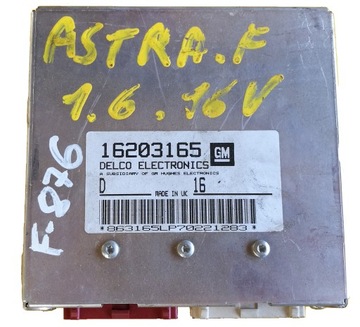 ASTRA.F
1.6.16V
F-876
16203165 GM
DELCO ELECTRONICS
A SUBSIDIARY OF GM HUGHES ELECTRONICS
D 16
MADE IN UK
*863165LP70221283*